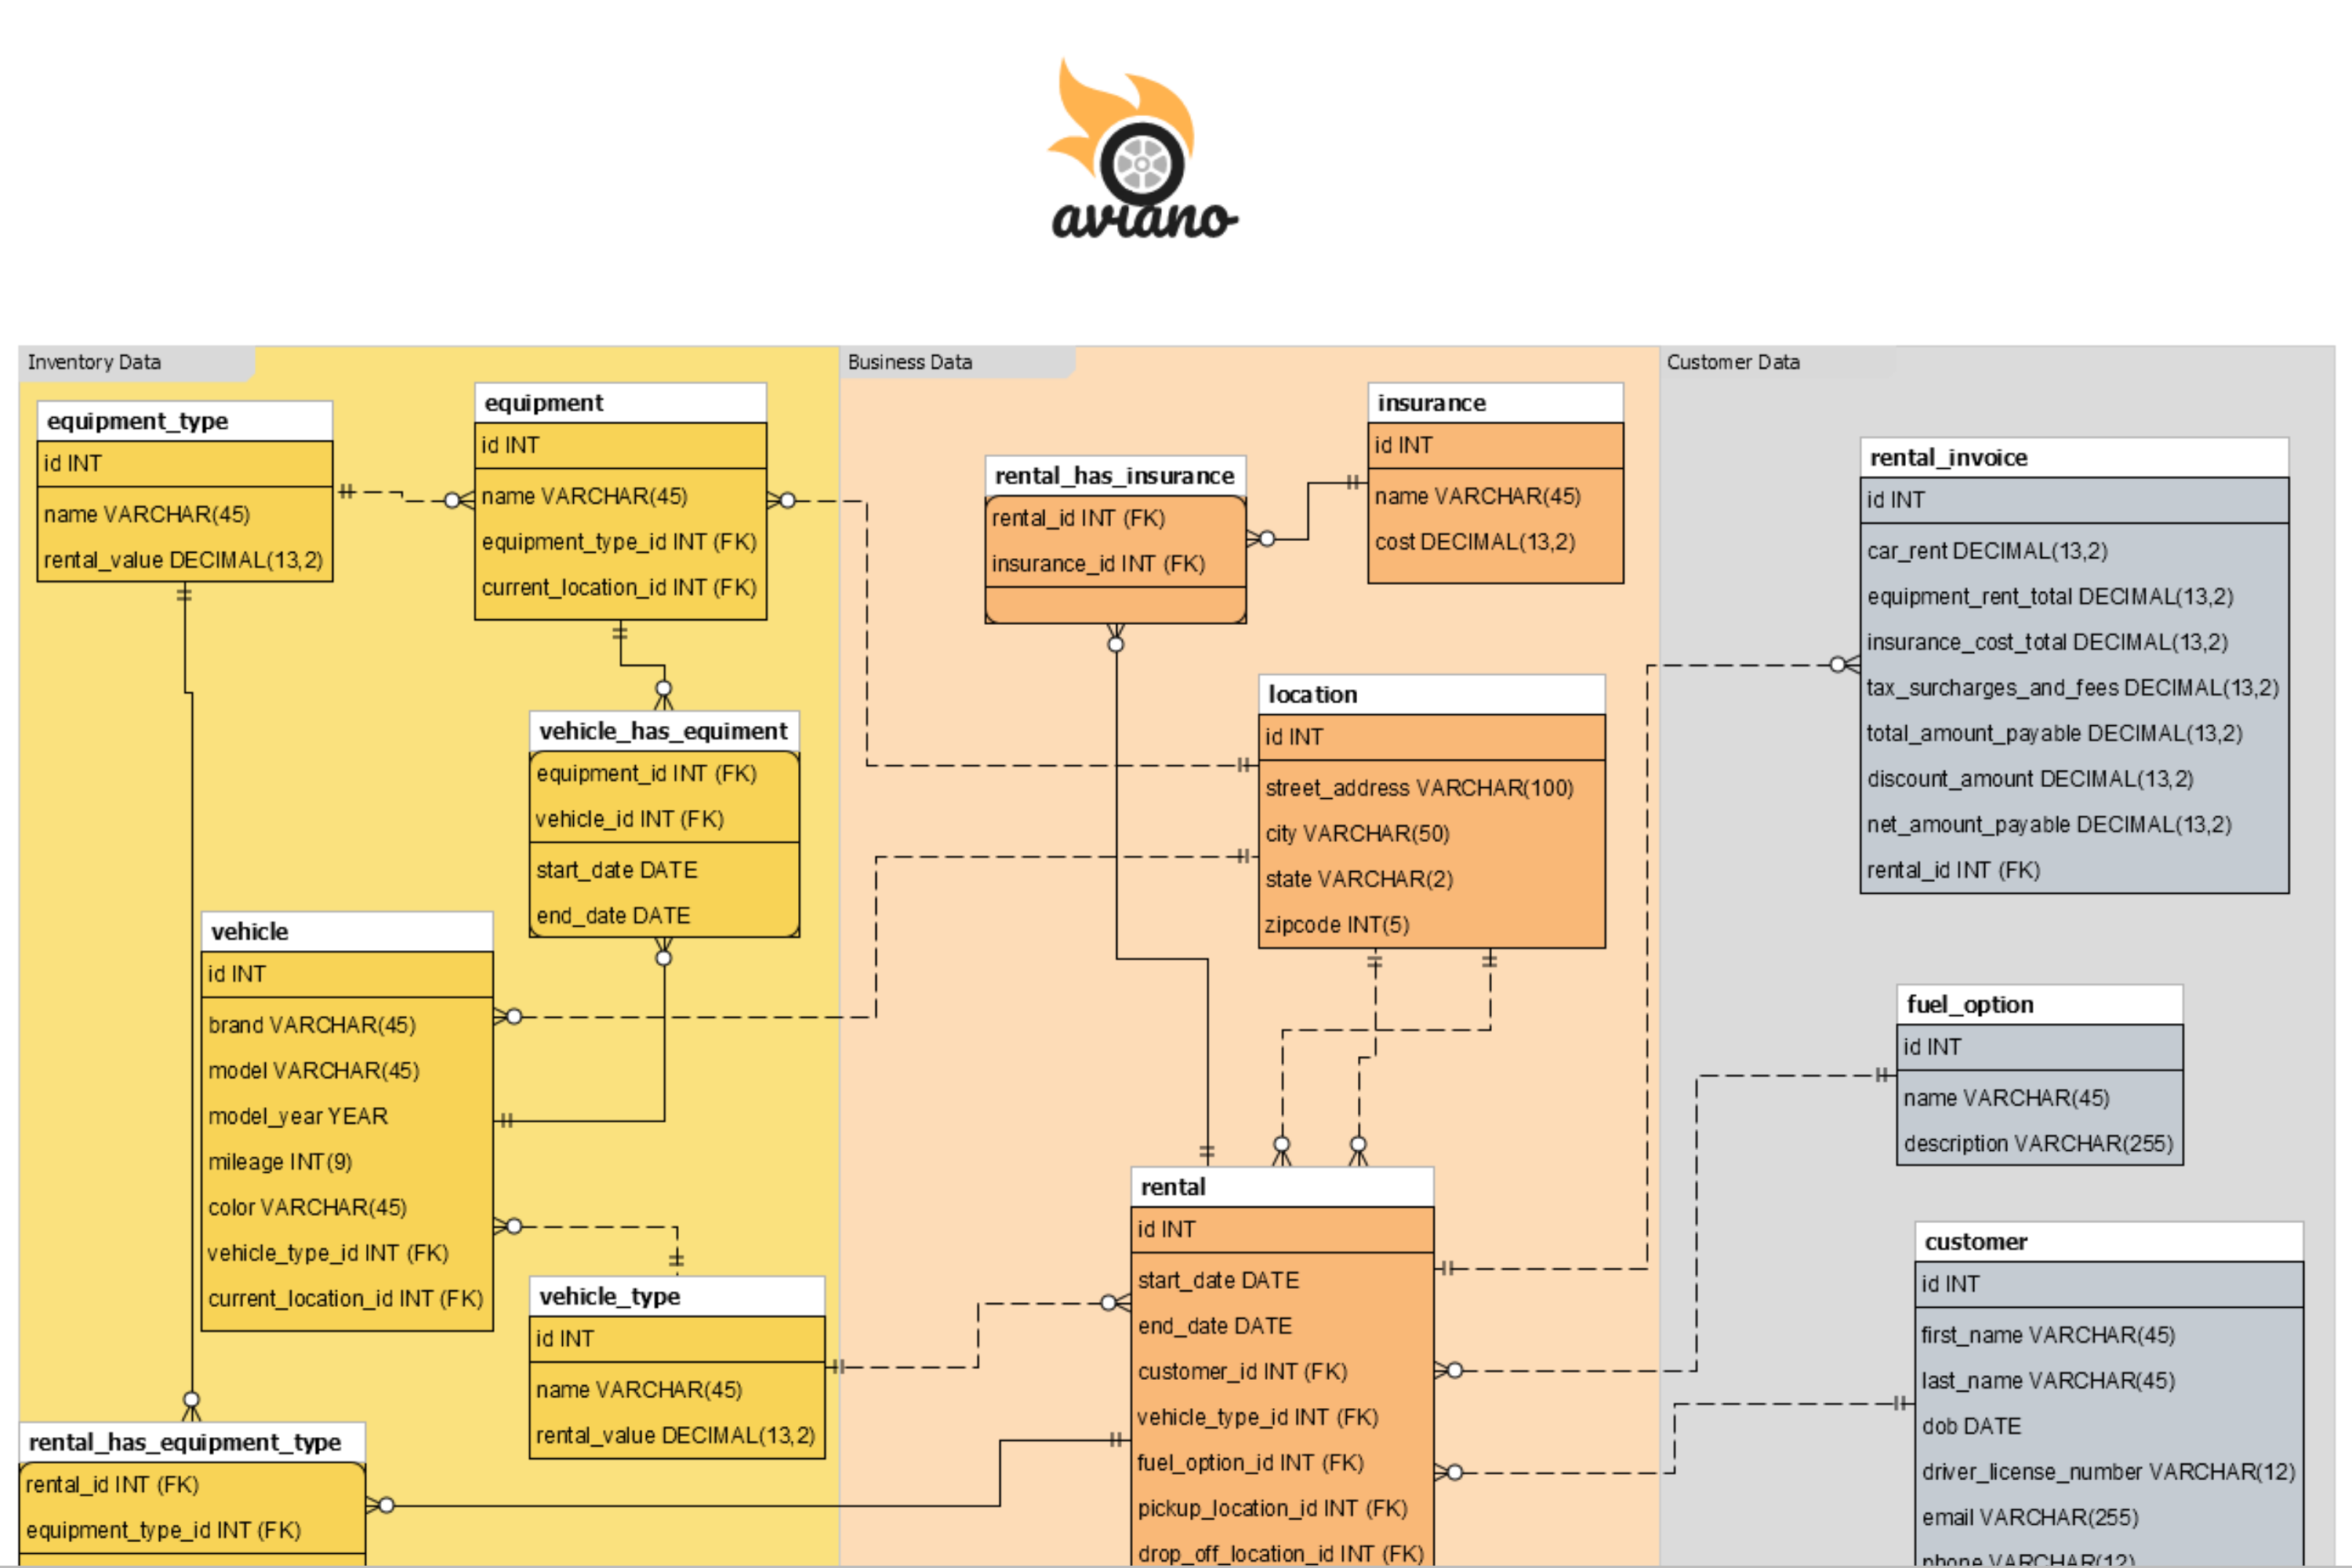 aviano
Inventory Data
Business Data
Customer Data
equipment_type
id INT
name VARCHAR(45)
rental_value DECIMAL(13,2)
equipment
id INT
name VARCHAR(45)
equipment_type_id INT (FK)
current_location_id INT (FK)
vehicle_has_equiment
equipment_id INT (FK)
vehicle_id INT (FK)
start_date DATE
end_date DATE
vehicle
id INT
brand VARCHAR(45)
model VARCHAR(45)
model_year YEAR
mileage INT(9)
color VARCHAR(45)
vehicle_type_id INT (FK)
current_location_id INT (FK)
vehicle_type
id INT
name VARCHAR(45)
rental_value DECIMAL(13,2)
rental_has_equipment_type
rental_id INT (FK)
equipment_type_id INT (FK)
rental_has_insurance
rental_id INT (FK)
insurance_id INT (FK)
insurance
id INT
name VARCHAR(45)
cost DECIMAL(13,2)
location
id INT
street_address VARCHAR(100)
city VARCHAR(50)
state VARCHAR(2)
zipcode INT(5)
rental
id INT
start_date DATE
end_date DATE
customer_id INT (FK)
vehicle_type_id INT (FK)
fuel_option_id INT (FK)
pickup_location_id INT (FK)
drop_off_location_id INT (FK)
rental_invoice
id INT
car_rent DECIMAL(13,2)
equipment_rent_total DECIMAL(13,2)
insurance_cost_total DECIMAL(13,2)
tax_surcharges_and_fees DECIMAL(13,2)
total_amount_payable DECIMAL(13,2)
discount_amount DECIMAL(13,2)
net_amount_payable DECIMAL(13,2)
rental_id INT (FK)
fuel_option
id INT
name VARCHAR(45)
description VARCHAR(255)
customer
id INT
first_name VARCHAR(45)
last_name VARCHAR(45)
dob DATE
driver_license_number VARCHAR(12)
email VARCHAR(255)
phone VARCHAR(12)